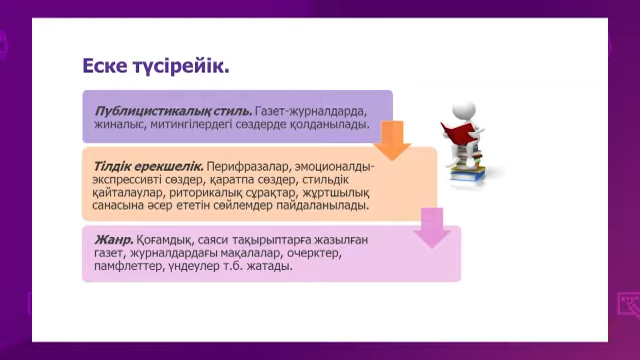 Еске түсірейік.
Публицистикалық стиль. Газет-журналдарда,
жиналыс, митингілердегі сөздерде қолданылады.
Тілдік ерекшелік. Перифразалар, эмоционалды-
экспрессивті сөздер, қаратпа сөздер, стильдік
қайталаулар, риторикалық сұрақтар, жұртшылық
санасына әсер ететін сөйлемдер пайдаланылады.
Жанр. Қоғамдық, саяси тақырыптарға жазылған
газет, журналдардағы мақалалар, очерктер,
памфлеттер, үндеулер т.б. жатады.